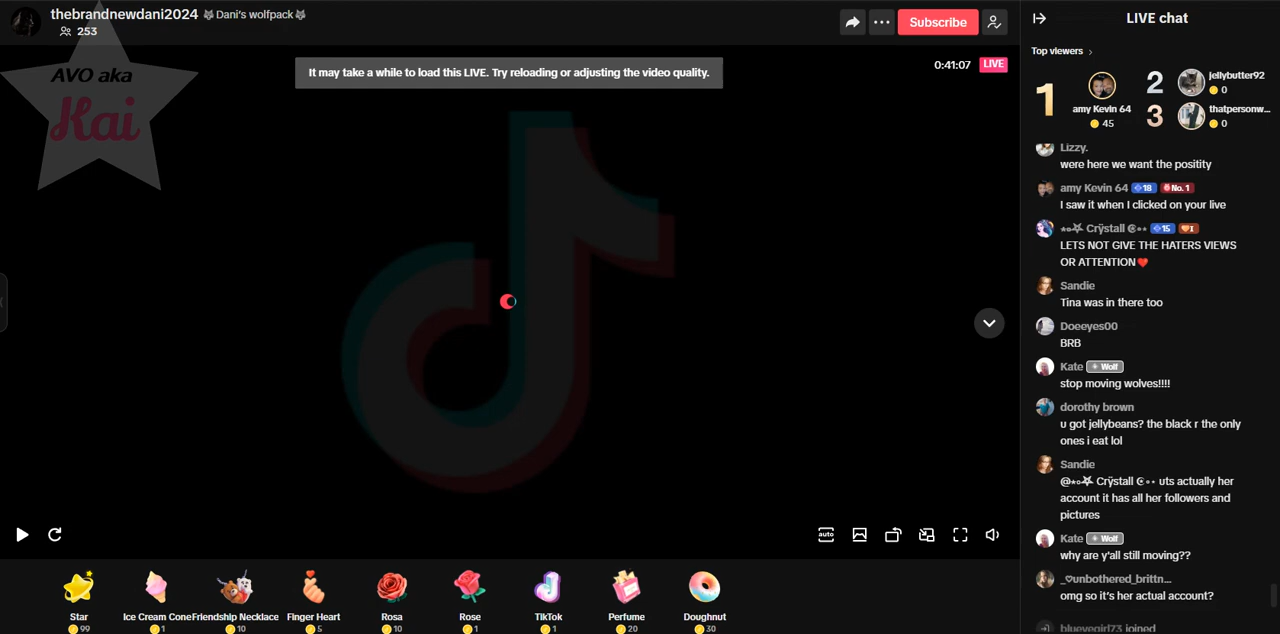 thebrandnewdani2024 🐺Dani's wolfpack🐺
253
AVO aka
Kai
It may take a while to load this LIVE. Try reloading or adjusting the video quality.
0:41:07 LIVE
Subscribe
auto
Star
99
Ice Cream Cone
1
Friendship Necklace
10
Finger Heart
5
Rosa
10
Rose
1
TikTok
1
Perfume
20
Doughnut
30
LIVE chat
Top viewers >
1
amy Kevin 64
45
2
jellybutter92
0
3
thatpersonw...
0
Lizzy.
were here we want the positity
amy Kevin 64 18 No. 1
I saw it when I clicked on your live
⋆☆⛧ Crÿstall ☪⋆⋆ 15 I
LETS NOT GIVE THE HATERS VIEWS
OR ATTENTION❤️
Sandie
Tina was in there too
Doeeyes00
BRB
Kate Wolf
stop moving wolves!!!!
dorothy brown
u got jellybeans? the black r the only
ones i eat lol
Sandie
@⋆☆⛧ Crÿstall ☪⋆⋆ uts actually her
account it has all her followers and
pictures
Kate Wolf
why are y'all still moving??
_♡unbothered_brittn...
omg so it's her actual account?
blueyegirl73 joined